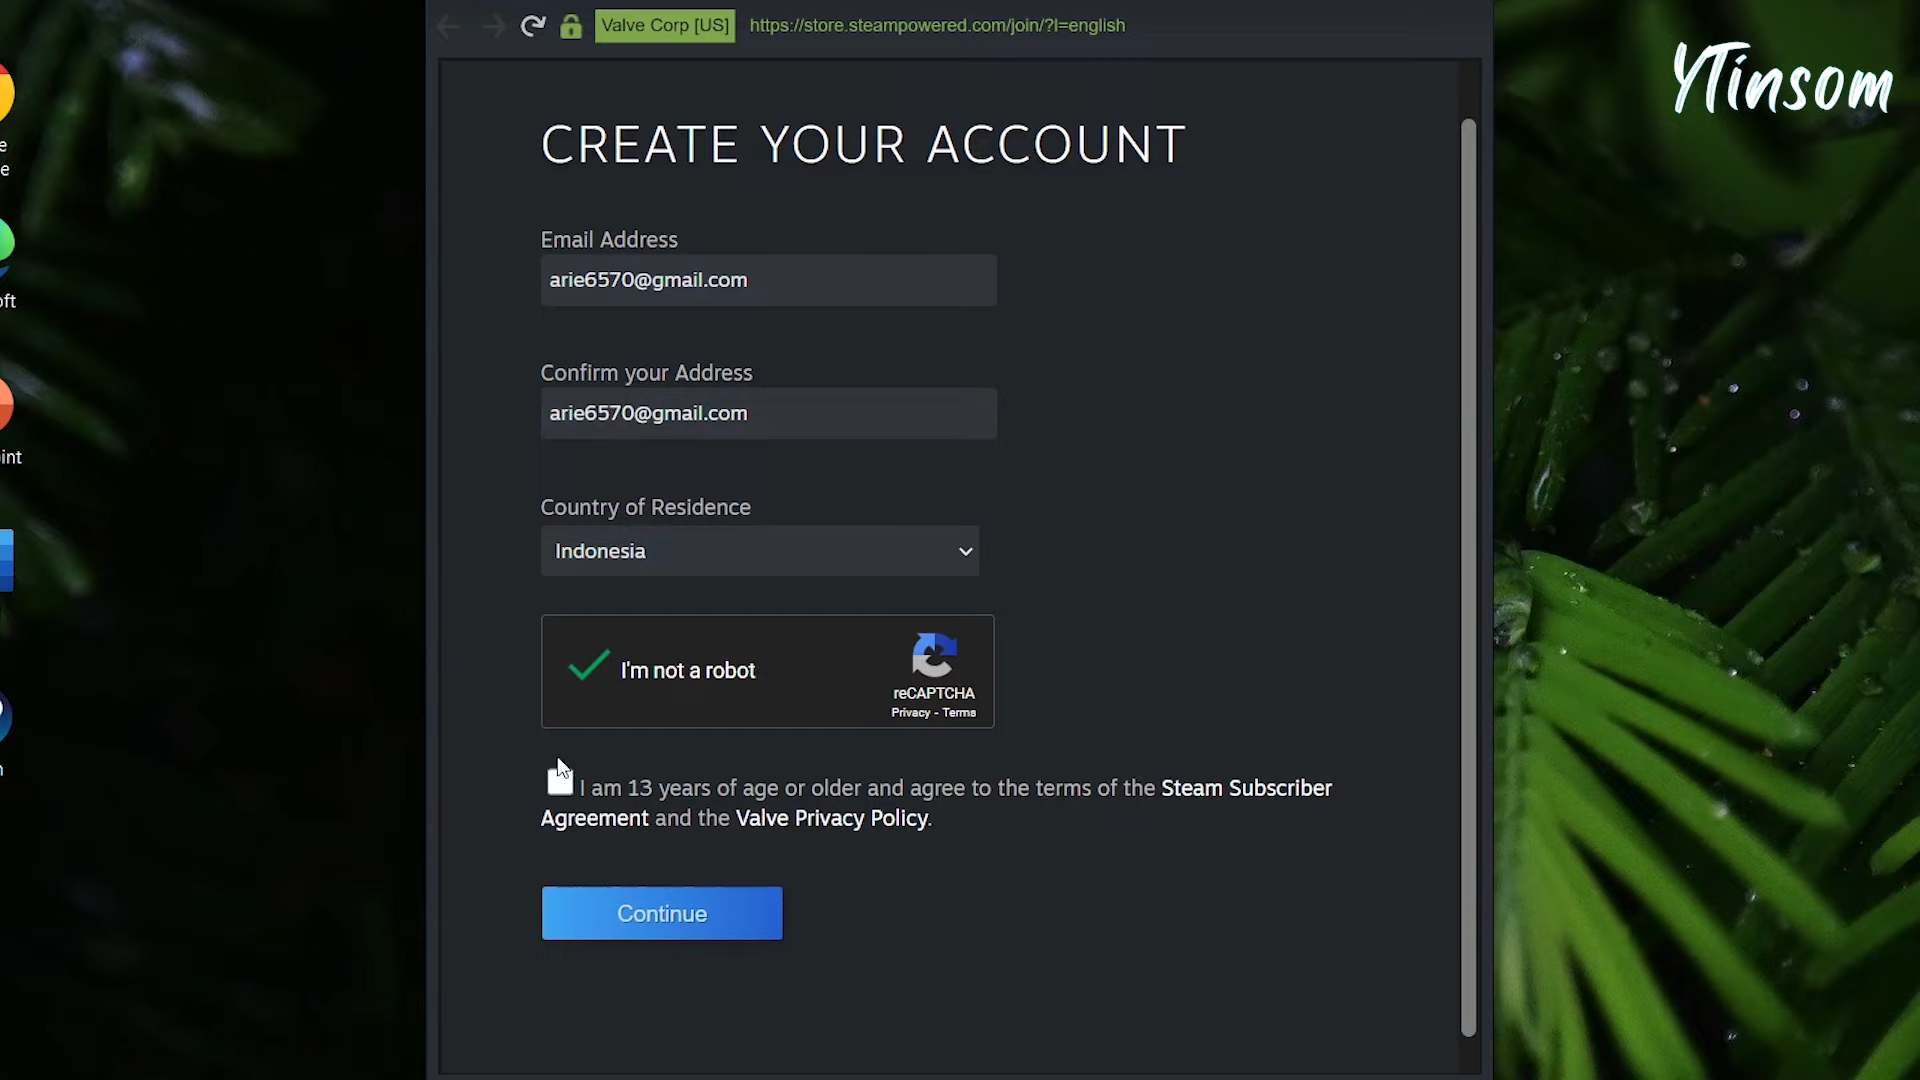 Valve Corp [US] https://store.steampowered.com/join/?l=english
YTinsom
CREATE YOUR ACCOUNT
Email Address
arie6570@gmail.com
Confirm your Address
arie6570@gmail.com
Country of Residence
Indonesia
I'm not a robot
reCAPTCHA
Privacy - Terms
I am 13 years of age or older and agree to the terms of the Steam Subscriber
Agreement and the Valve Privacy Policy.
Continue
e
e
oft
int
n